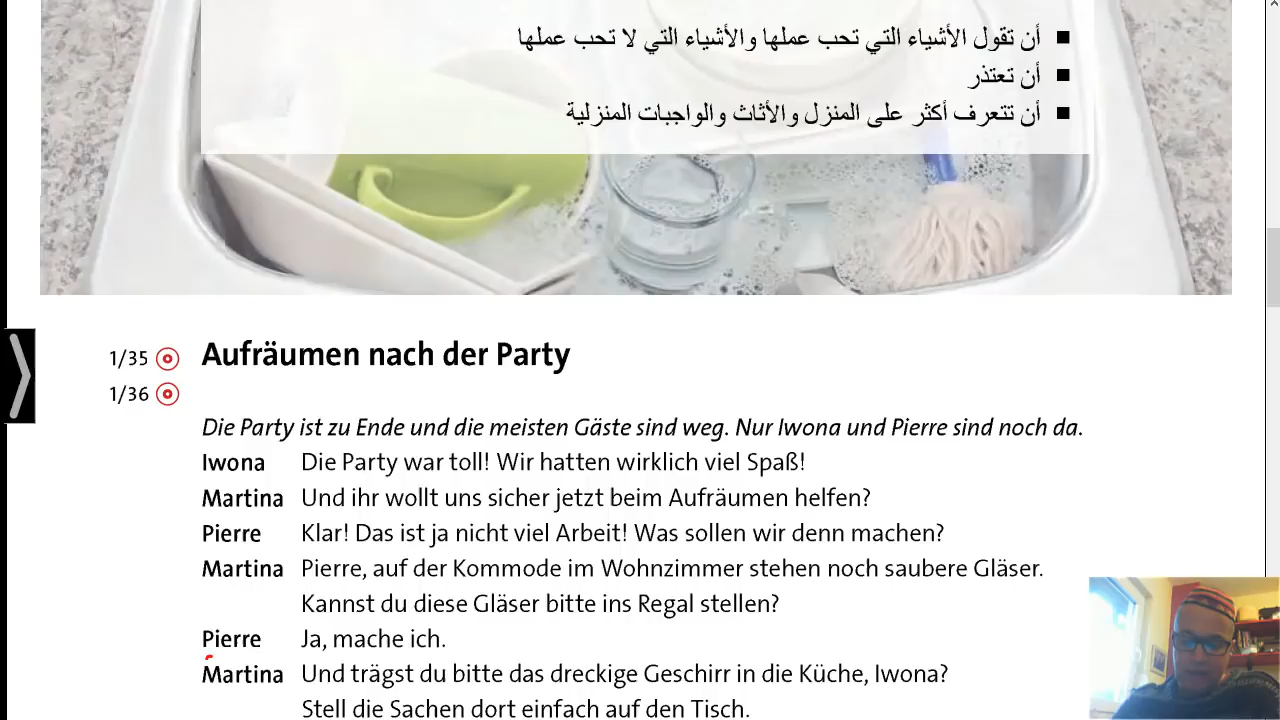 أن تقول الأشياء التي تحب عملها والأشياء التي لا تحب عملها
أن تعتذر
أن تتعرف أكثر على المنزل والأثاث والواجبات المنزلية
1/35 Aufräumen nach der Party
1/36
Die Party ist zu Ende und die meisten Gäste sind weg. Nur Iwona und Pierre sind noch da.
Iwona Die Party war toll! Wir hatten wirklich viel Spaß!
Martina Und ihr wollt uns sicher jetzt beim Aufräumen helfen?
Pierre Klar! Das ist ja nicht viel Arbeit! Was sollen wir denn machen?
Martina Pierre, auf der Kommode im Wohnzimmer stehen noch saubere Gläser.
Kannst du diese Gläser bitte ins Regal stellen?
Pierre Ja, mache ich.
Martina Und trägst du bitte das dreckige Geschirr in die Küche, Iwona?
Stell die Sachen dort einfach auf den Tisch.